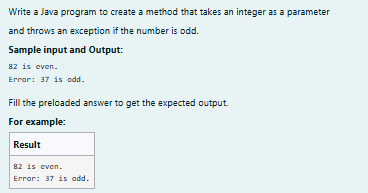 Write a Java program to create a method that takes an integer as a parameter
and throws an exception if the number is odd.
Sample input and Output:
82 is even.
Error: 37 is odd.
Fill the preloaded answer to get the expected output.
For example:
Result
82 is even.
Error: 37 is odd.